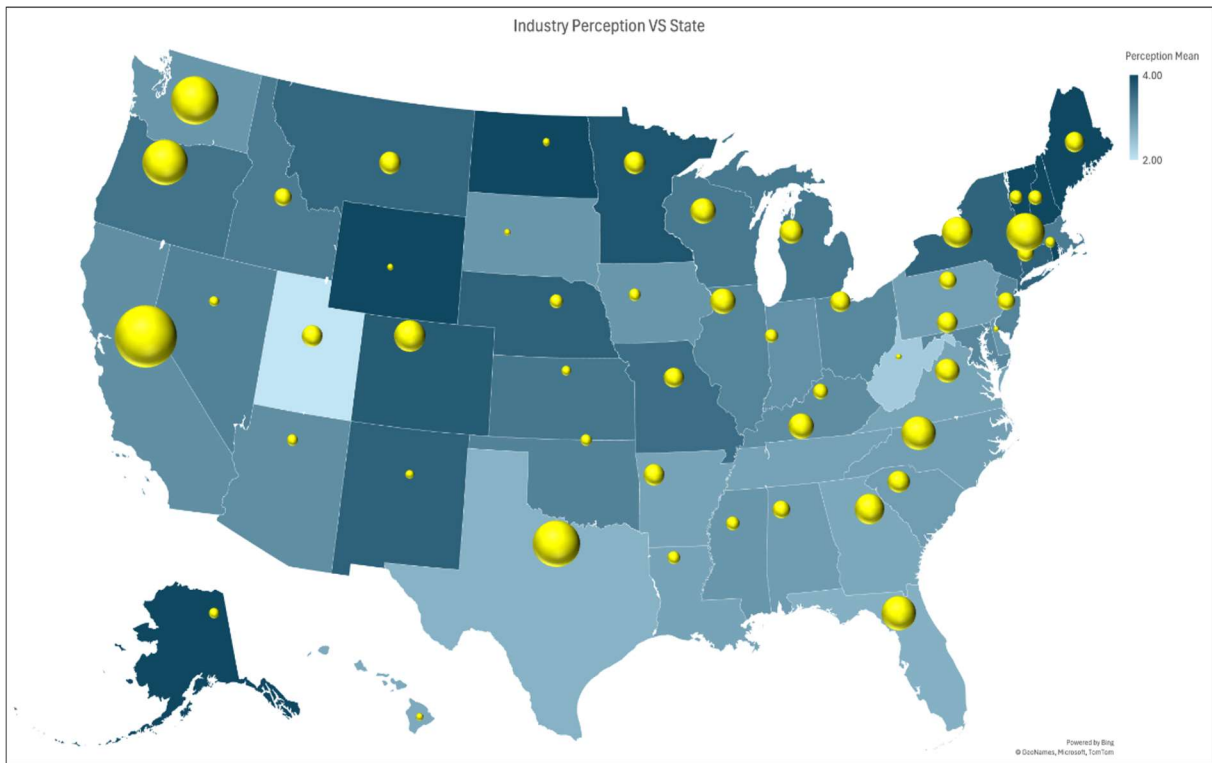 Industry Perception VS State
Perception Mean
4.00
2.00
Powered by Bing
© GeoNames, Microsoft, TomTom